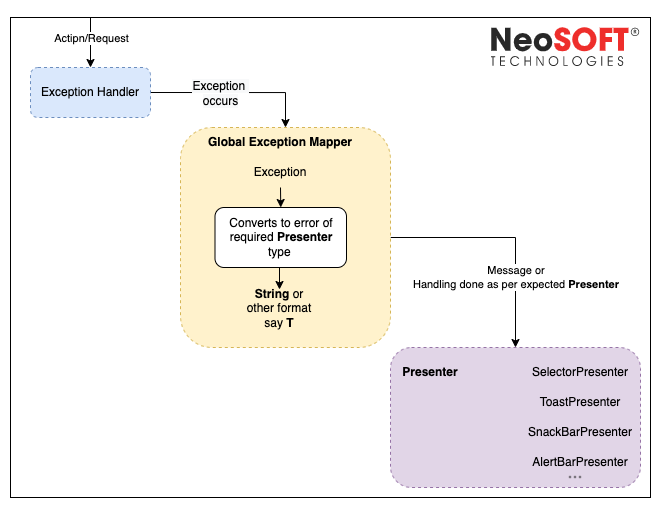 Actipn/Request
NeoSOFT®
TECHNOLOGIES
Exception Handler
Exception
occurs
Global Exception Mapper
Exception
Converts to error of
required Presenter
type
String or
other format
say T
Message or
Handling done as per expected Presenter
Presenter
SelectorPresenter
ToastPresenter
SnackBarPresenter
AlertBarPresenter
...